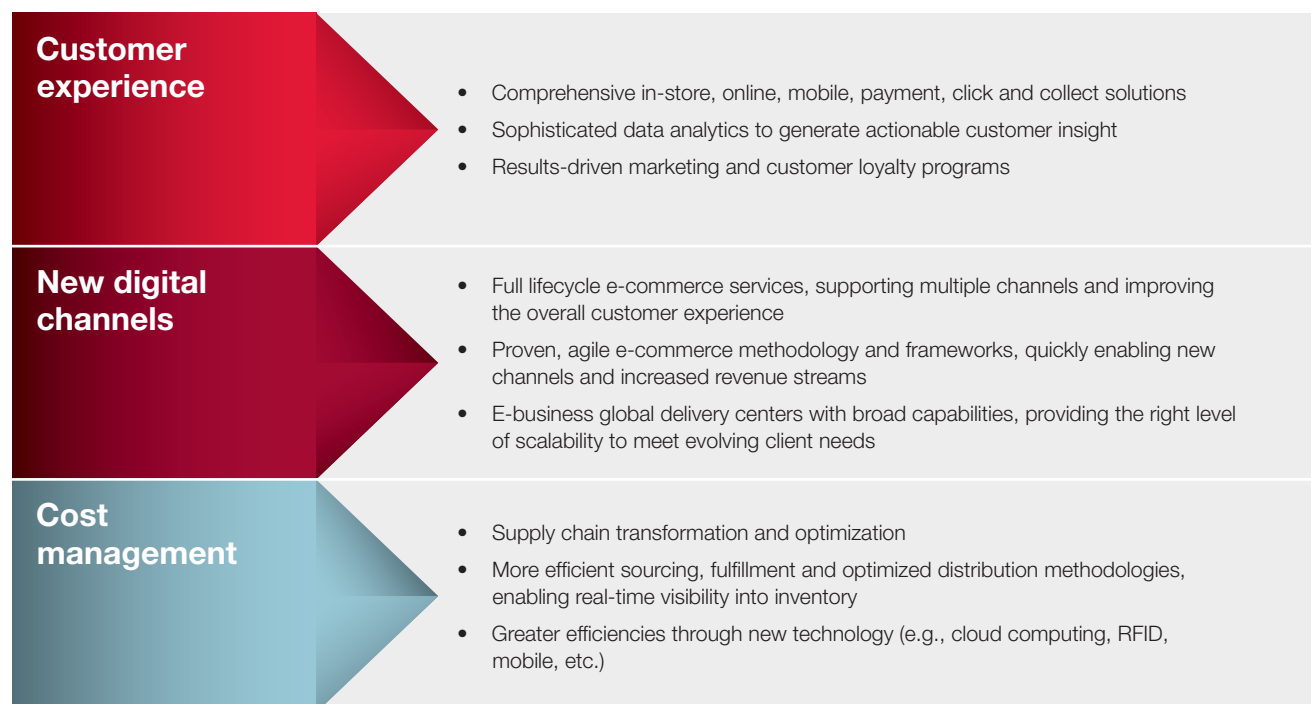 Customer
experience
• Comprehensive in-store, online, mobile, payment, click and collect solutions
• Sophisticated data analytics to generate actionable customer insight
• Results-driven marketing and customer loyalty programs
New digital
channels
• Full lifecycle e-commerce services, supporting multiple channels and improving
the overall customer experience
• Proven, agile e-commerce methodology and frameworks, quickly enabling new
channels and increased revenue streams
• E-business global delivery centers with broad capabilities, providing the right level
of scalability to meet evolving client needs
Cost
management
• Supply chain transformation and optimization
• More efficient sourcing, fulfillment and optimized distribution methodologies,
enabling real-time visibility into inventory
• Greater efficiencies through new technology (e.g., cloud computing, RFID,
mobile, etc.)